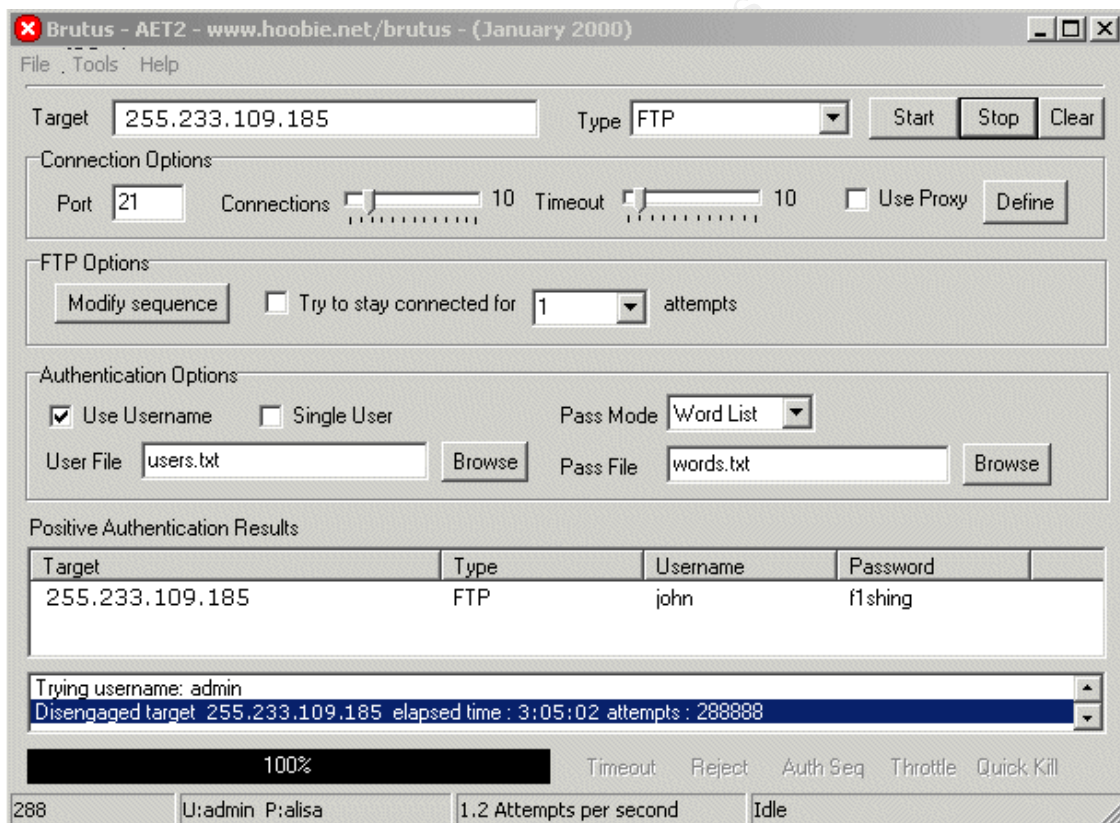 Brutus - AET2 - www.hoobie.net/brutus - (January 2000)
File Tools Help
Target 255.233.109.185 Type FTP Start Stop Clear
Connection Options
Port 21 Connections 10 Timeout 10 Use Proxy Define
FTP Options
Modify sequence Try to stay connected for 1 attempts
Authentication Options
Use Username Single User Pass Mode Word List
User File users.txt Browse Pass File words.txt Browse
Positive Authentication Results
Target Type Username Password
255.233.109.185 FTP john f1shing
Trying username: admin
Disengaged target 255.233.109.185 elapsed time : 3:05:02 attempts : 288888
100% Timeout Reject Auth Seq Throttle Quick Kill
288 U:admin P:alisa 1.2 Attempts per second Idle